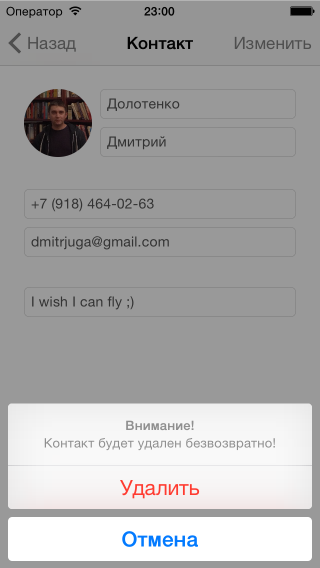 Оператор 23:00
Назад Контакт Изменить
Долотенко
Дмитрий
+7 (918) 464-02-63
dmitrjuga@gmail.com
I wish I can fly ;)
Внимание!
Контакт будет удален безвозвратно!
Удалить
Отмена